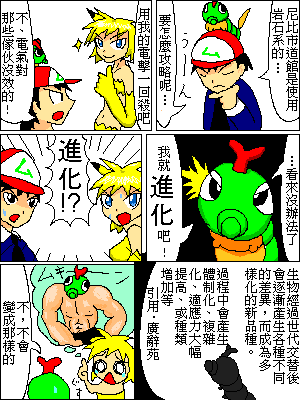 尼比市道館是使用
岩石系的…
要怎麼攻略呢…
用我的電擊一回殺吧
不、電氣對
那些傢伙沒效的！
…看來沒辦法了
我就進化吧！
進化!?
生物經過世代交替後
會逐漸產生各種不同
的差異，而成為多
樣化的新品種。
過程中會產生
體制化、複雜
化、適應力大幅
提高、或種類
增加等
引用：廣辭苑
不，不會
變成那樣的